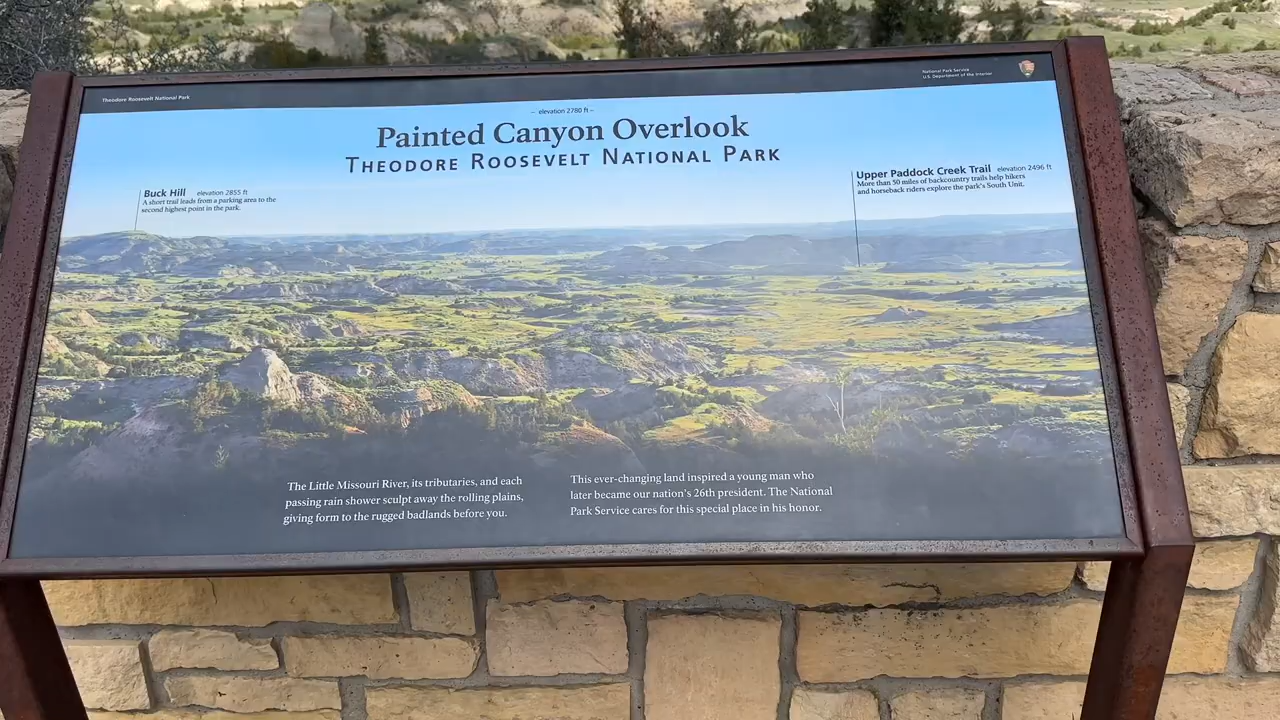 Theodore Roosevelt National Park
National Park Service
U.S. Department of the Interior
– elevation 2780 ft –
Painted Canyon Overlook
THEODORE ROOSEVELT NATIONAL PARK
Buck Hill elevation 2855 ft
A short trail leads from a parking area to the
second highest point in the park.
Upper Paddock Creek Trail elevation 2496 ft
More than 50 miles of backcountry trails help hikers
and horseback riders explore the park's South Unit.
The Little Missouri River, its tributaries, and each
passing rain shower sculpt away the rolling plains,
giving form to the rugged badlands before you.
This ever-changing land inspired a young man who
later became our nation's 26th president. The National
Park Service cares for this special place in his honor.